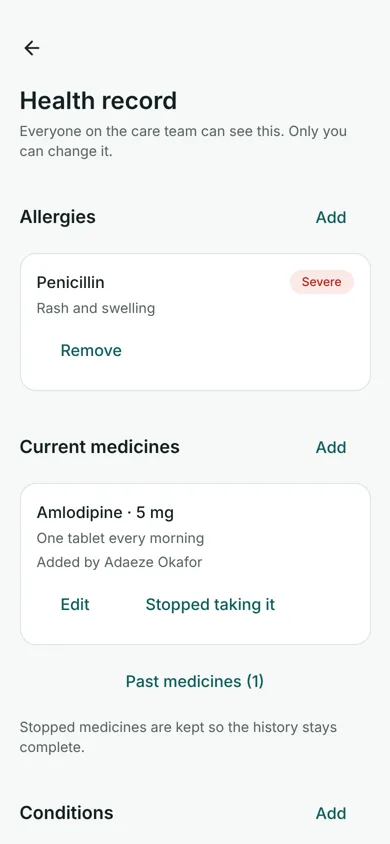 Health record
Everyone on the care team can see this. Only you
can change it.
Allergies
Add
Penicillin
Severe
Rash and swelling
Remove
Current medicines
Add
Amlodipine · 5 mg
One tablet every morning
Added by Adaeze Okafor
Edit
Stopped taking it
Past medicines (1)
Stopped medicines are kept so the history stays
complete.
Conditions
Add